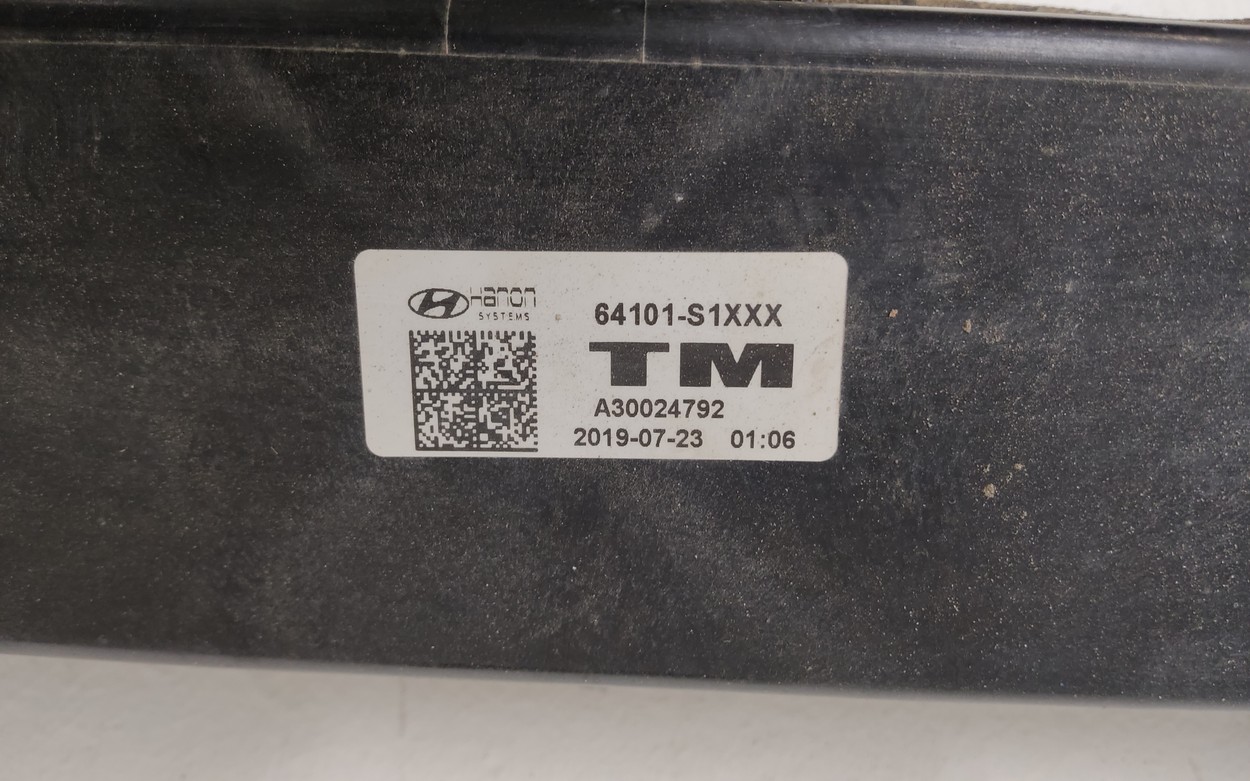 Hanon
SYSTEMS
64101-S1XXX
TM
A30024792
2019-07-23 01:06